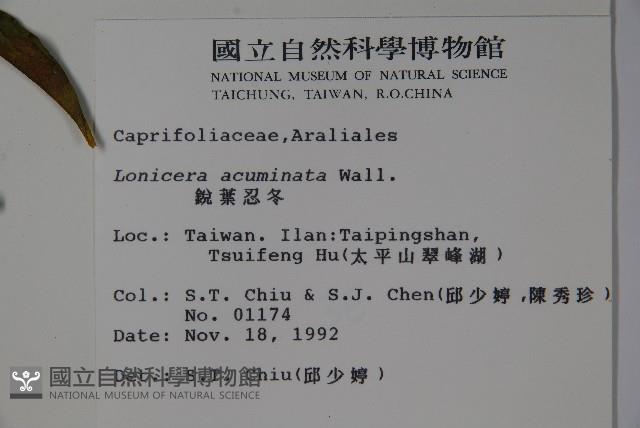 國立自然科學博物館
NATIONAL MUSEUM OF NATURAL SCIENCE
TAICHUNG, TAIWAN, R.O.CHINA
Caprifoliaceae,Araliales
Lonicera acuminata Wall.
銳葉忍冬
Loc.: Taiwan. Ilan:Taipingshan,
Tsuifeng Hu(太平山翠峰湖)
Col.: S.T. Chiu & S.J. Chen(邱少婷,陳秀珍)
No. 01174
Date: Nov. 18, 1992
Det.: S.T. Chiu(邱少婷)
國立自然科學博物館
NATIONAL MUSEUM OF NATURAL SCIENCE